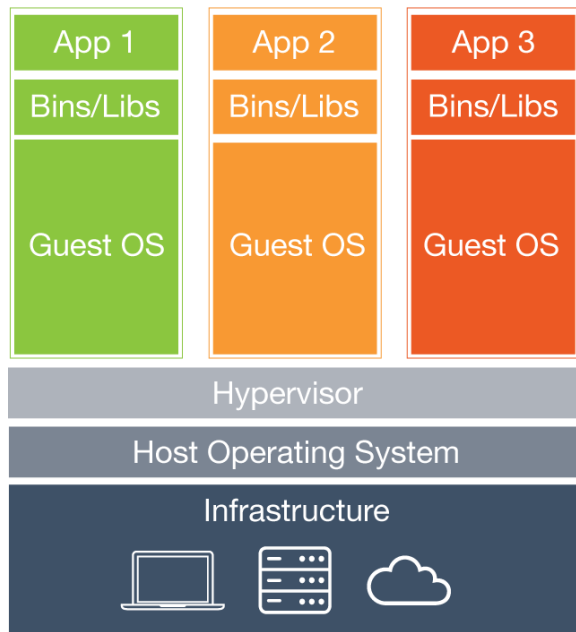 App 1
App 2
App 3
Bins/Libs
Bins/Libs
Bins/Libs
Guest OS
Guest OS
Guest OS
Hypervisor
Host Operating System
Infrastructure